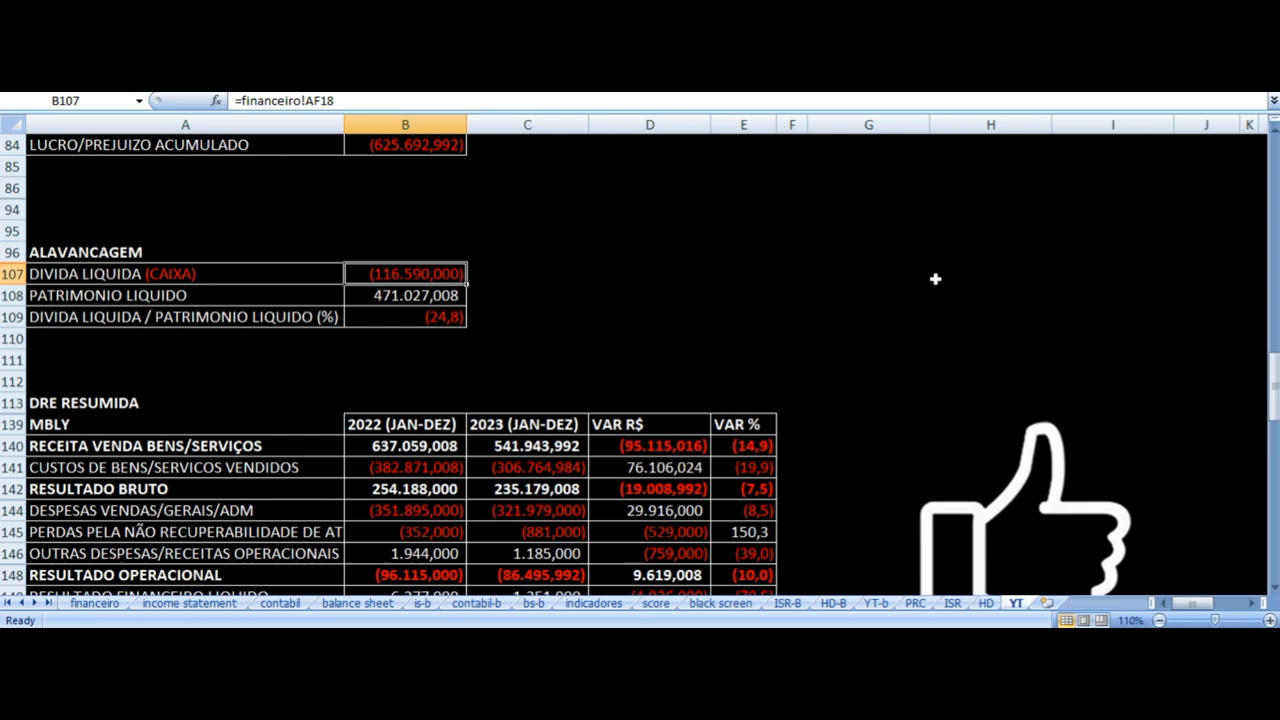 B107 fx =financeiro!AF18
A B C D E F G H I J K
84 LUCRO/PREJUIZO ACUMULADO (625.692,992)
85
86
94
95
96 ALAVANCAGEM
107 DIVIDA LIQUIDA (CAIXA) (116.590,000)
108 PATRIMONIO LIQUIDO 471.027,008
109 DIVIDA LIQUIDA / PATRIMONIO LIQUIDO (%) (24,8)
110
111
112
113 DRE RESUMIDA
139 MBLY 2022 (JAN-DEZ) 2023 (JAN-DEZ) VAR R$ VAR %
140 RECEITA VENDA BENS/SERVIÇOS 637.059,008 541.943,992 (95.115,016) (14,9)
141 CUSTOS DE BENS/SERVICOS VENDIDOS (382.871,008) (306.764,984) 76.106,024 (19,9)
142 RESULTADO BRUTO 254.188,000 235.179,008 (19.008,992) (7,5)
144 DESPESAS VENDAS/GERAIS/ADM (351.895,000) (321.979,000) 29.916,000 (8,5)
145 PERDAS PELA NÃO RECUPERABILIDADE DE AT (352,000) (881,000) (529,000) 150,3
146 OUTRAS DESPESAS/RECEITAS OPERACIONAIS 1.944,000 1.185,000 (759,000) (39,0)
148 RESULTADO OPERACIONAL (96.115,000) (86.495,992) 9.619,008 (10,0)
financeiro income statement contabil balance sheet is-b contabil-b bs-b indicadores score black screen ISR-B HD-B YT-b PRC ISR HD YT
Ready 110%